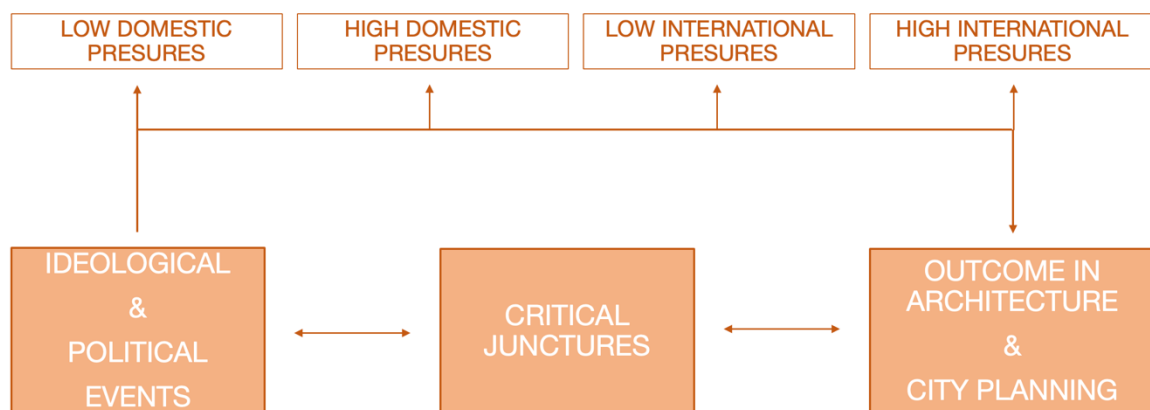 LOW DOMESTIC
PRESURES
HIGH DOMESTIC
PRESURES
LOW INTERNATIONAL
PRESURES
HIGH INTERNATIONAL
PRESURES
IDEOLOGICAL
&
POLITICAL
EVENTS
CRITICAL
JUNCTURES
OUTCOME IN
ARCHITECTURE
&
CITY PLANNING